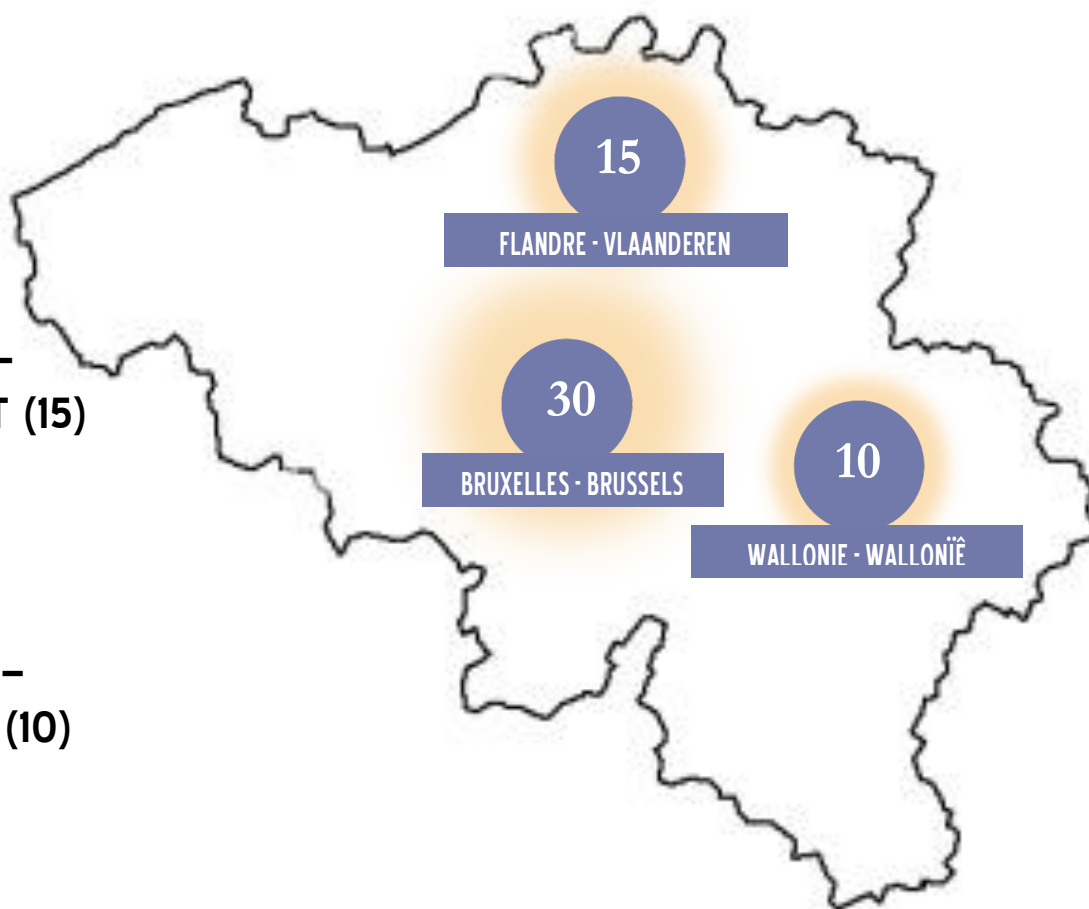 15
FLANDRE - VLAANDEREN
–
T (15)
30
BRUXELLES - BRUSSELS
10
WALLONIE - WALLONÏÊ
–
(10)